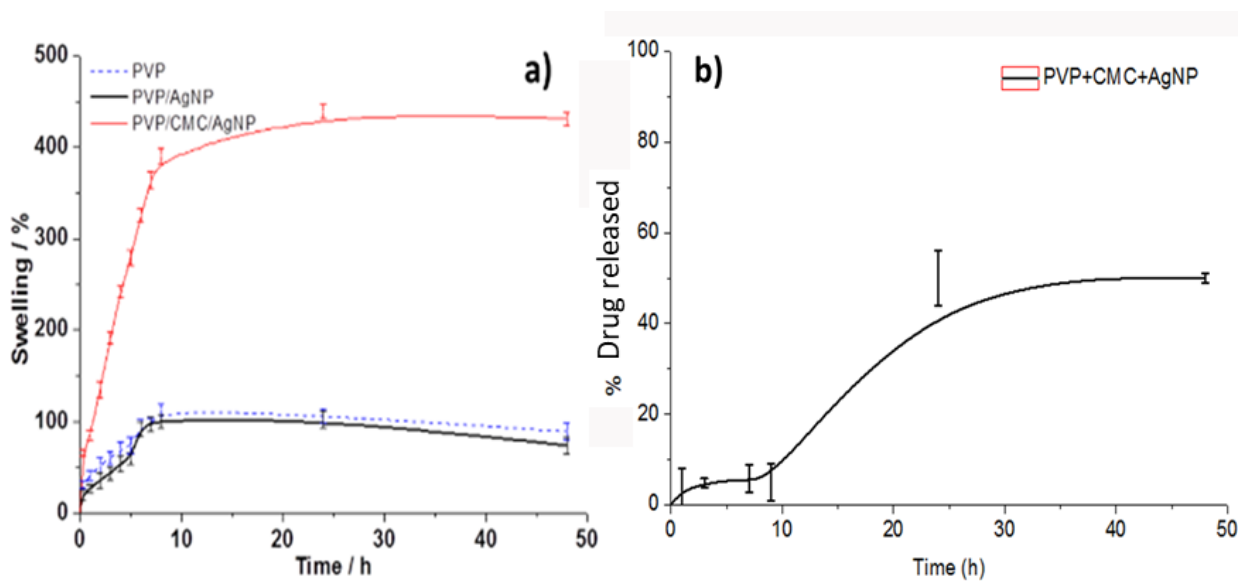 a)
500
400
300
200
100
0
Swelling / %
PVP
PVP/AgNP
PVP/CMC/AgNP
0 10 20 30 40 50
Time / h
b)
100
80
60
40
20
0
% Drug released
PVP+CMC+AgNP
0 10 20 30 40 50
Time (h)